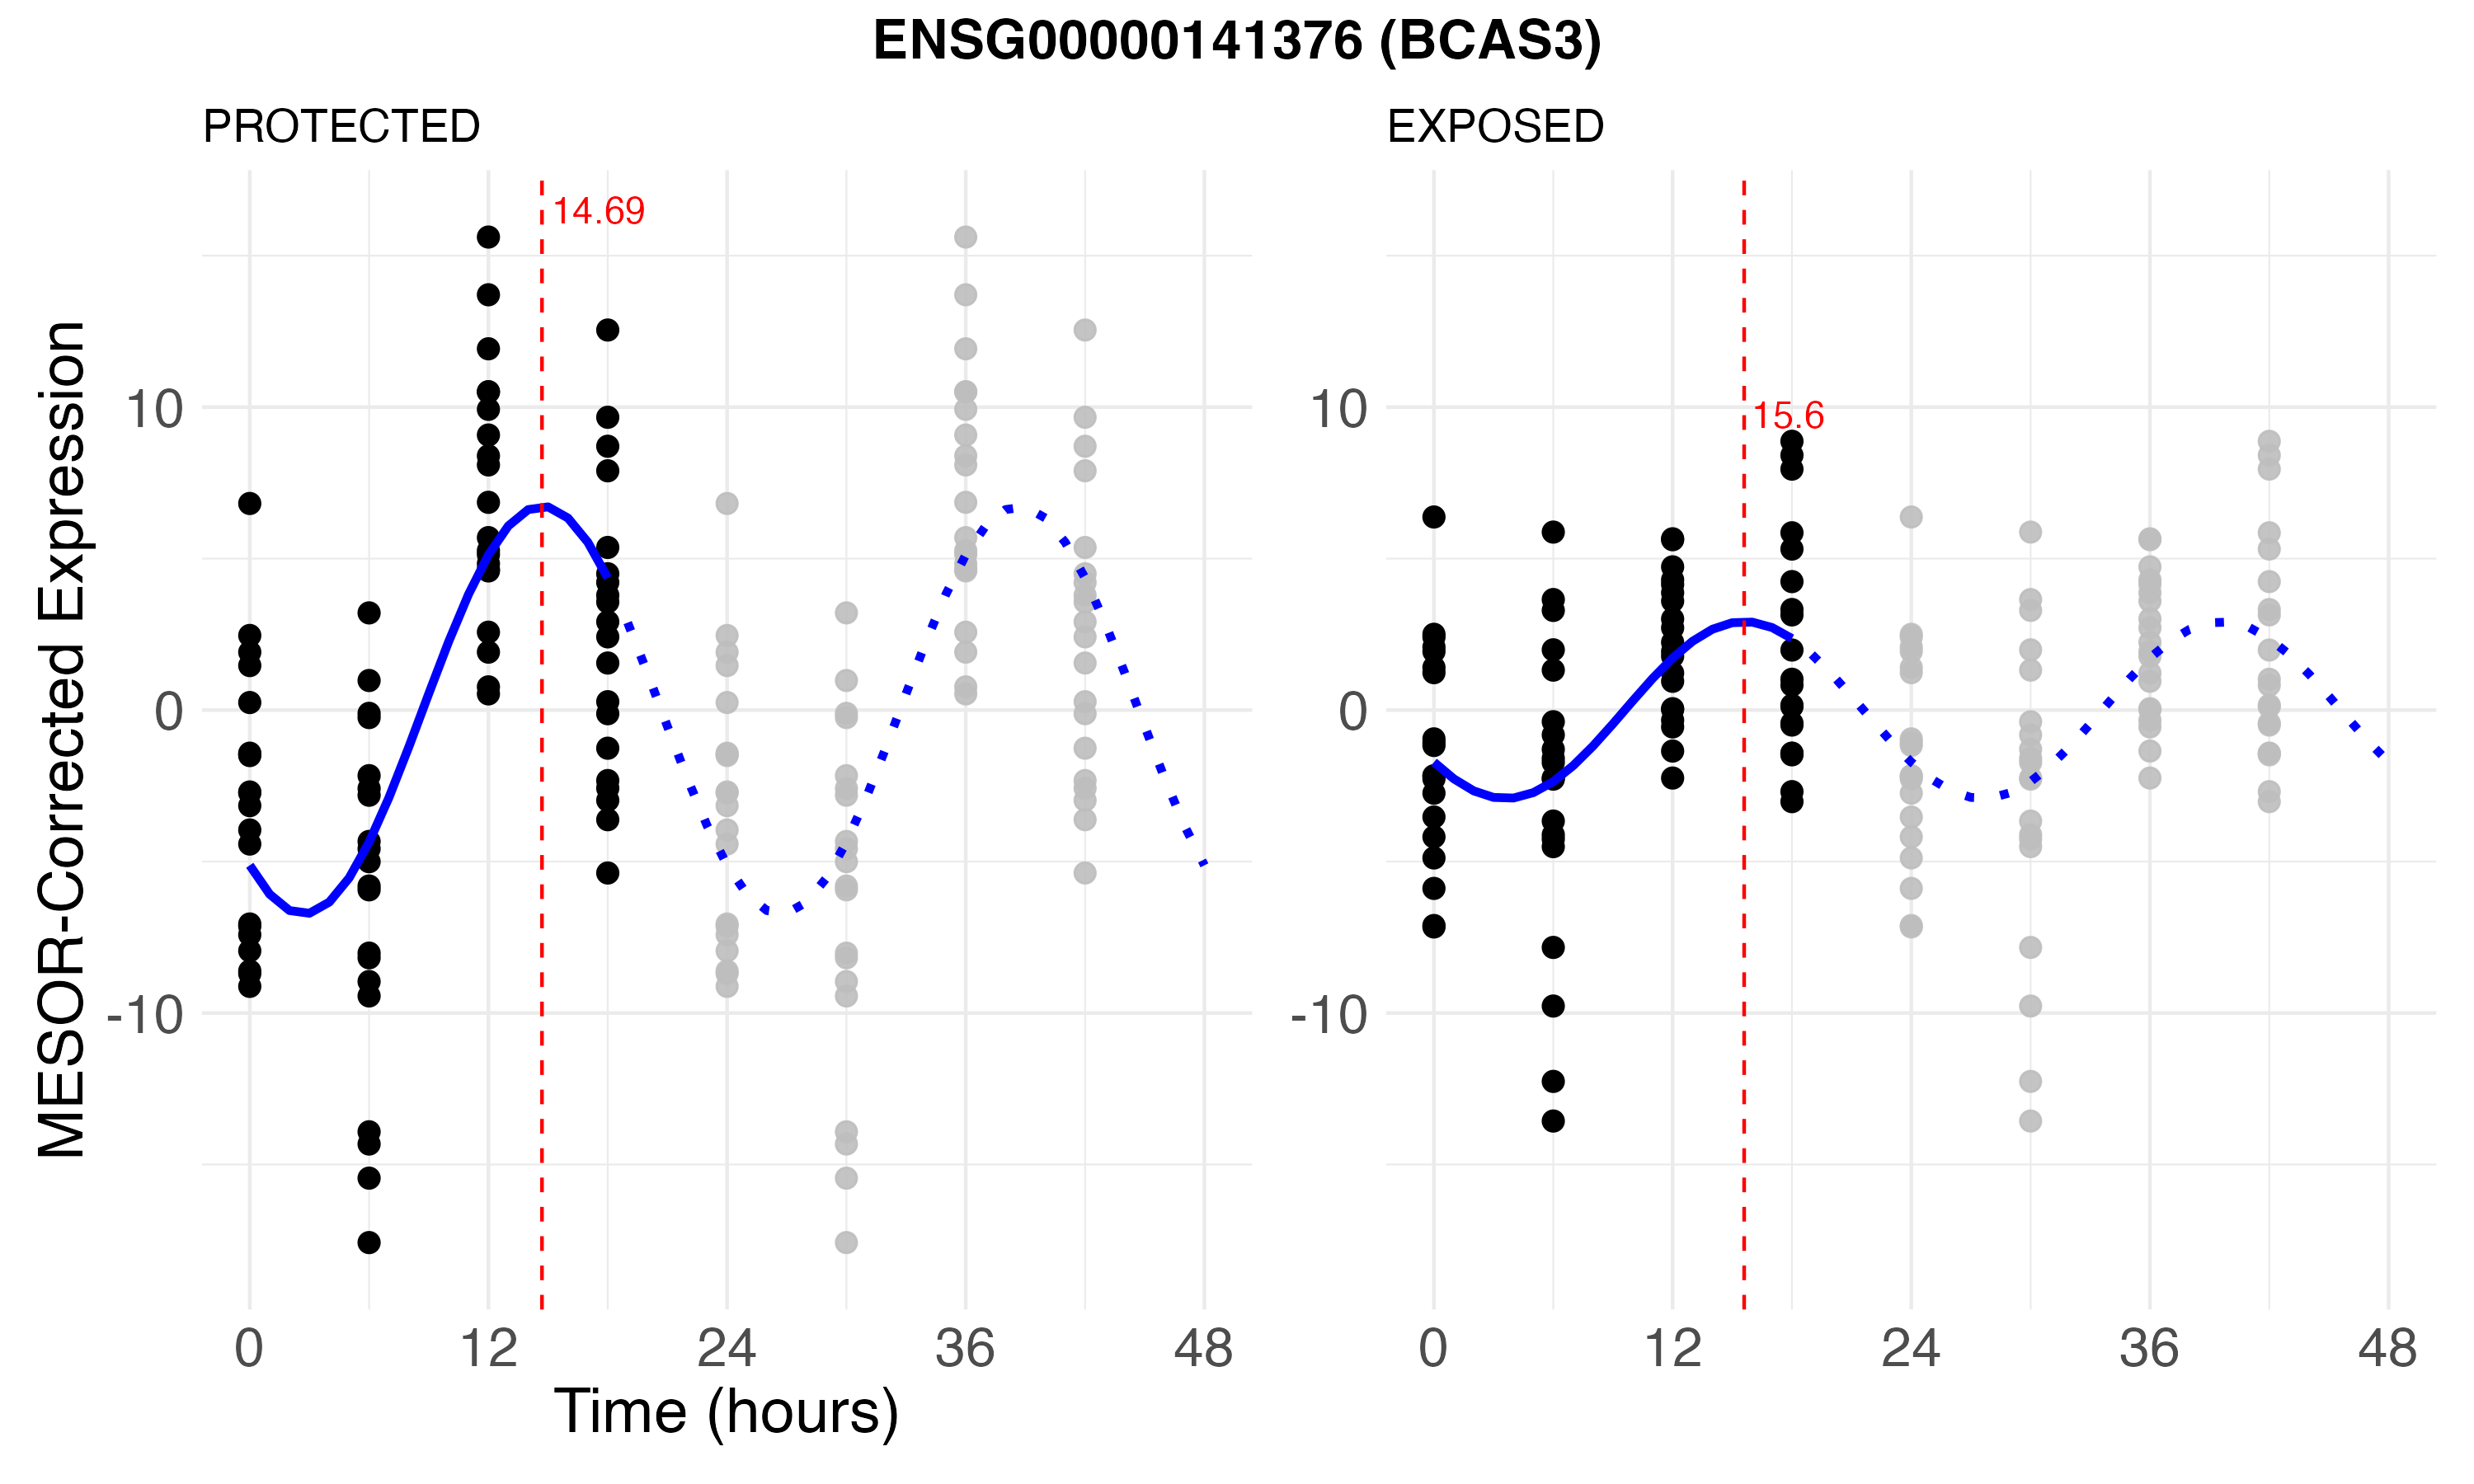 ENSG00000141376 (BCAS3)
PROTECTED
EXPOSED
MESOR-Corrected Expression
14.69
15.6
10
0
-10
10
0
-10
0 12 24 36 48
0 12 24 36 48
Time (hours)